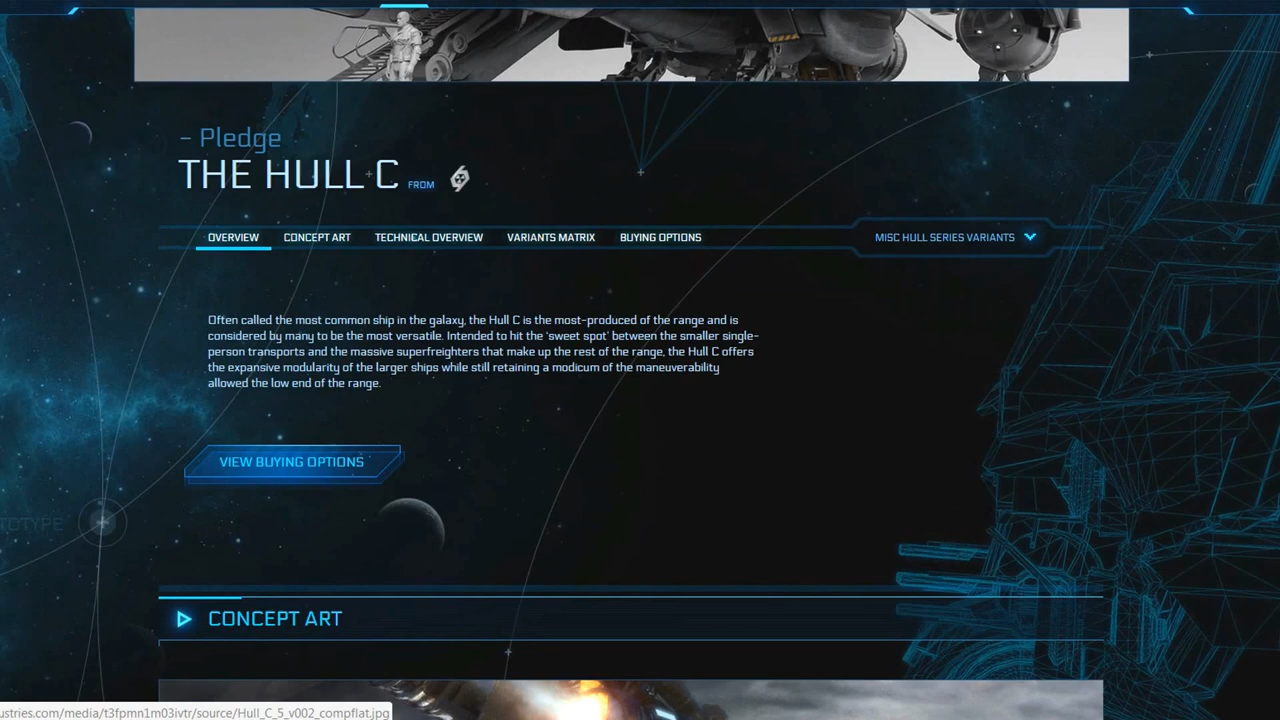 – Pledge
THE HULL C FROM
OVERVIEW CONCEPT ART TECHNICAL OVERVIEW VARIANTS MATRIX BUYING OPTIONS MISC HULL SERIES VARIANTS
Often called the most common ship in the galaxy, the Hull C is the most-produced of the range and is
considered by many to be the most versatile. Intended to hit the 'sweet spot' between the smaller single-
person transports and the massive superfreighters that make up the rest of the range, the Hull C offers
the expansive modularity of the larger ships while still retaining a modicum of the maneuverability
allowed the low end of the range.
VIEW BUYING OPTIONS
TOTYPE
CONCEPT ART
ustries.com/media/t3fpmn1m03ivtr/source/Hull_C_5_v002_compflat.jpg